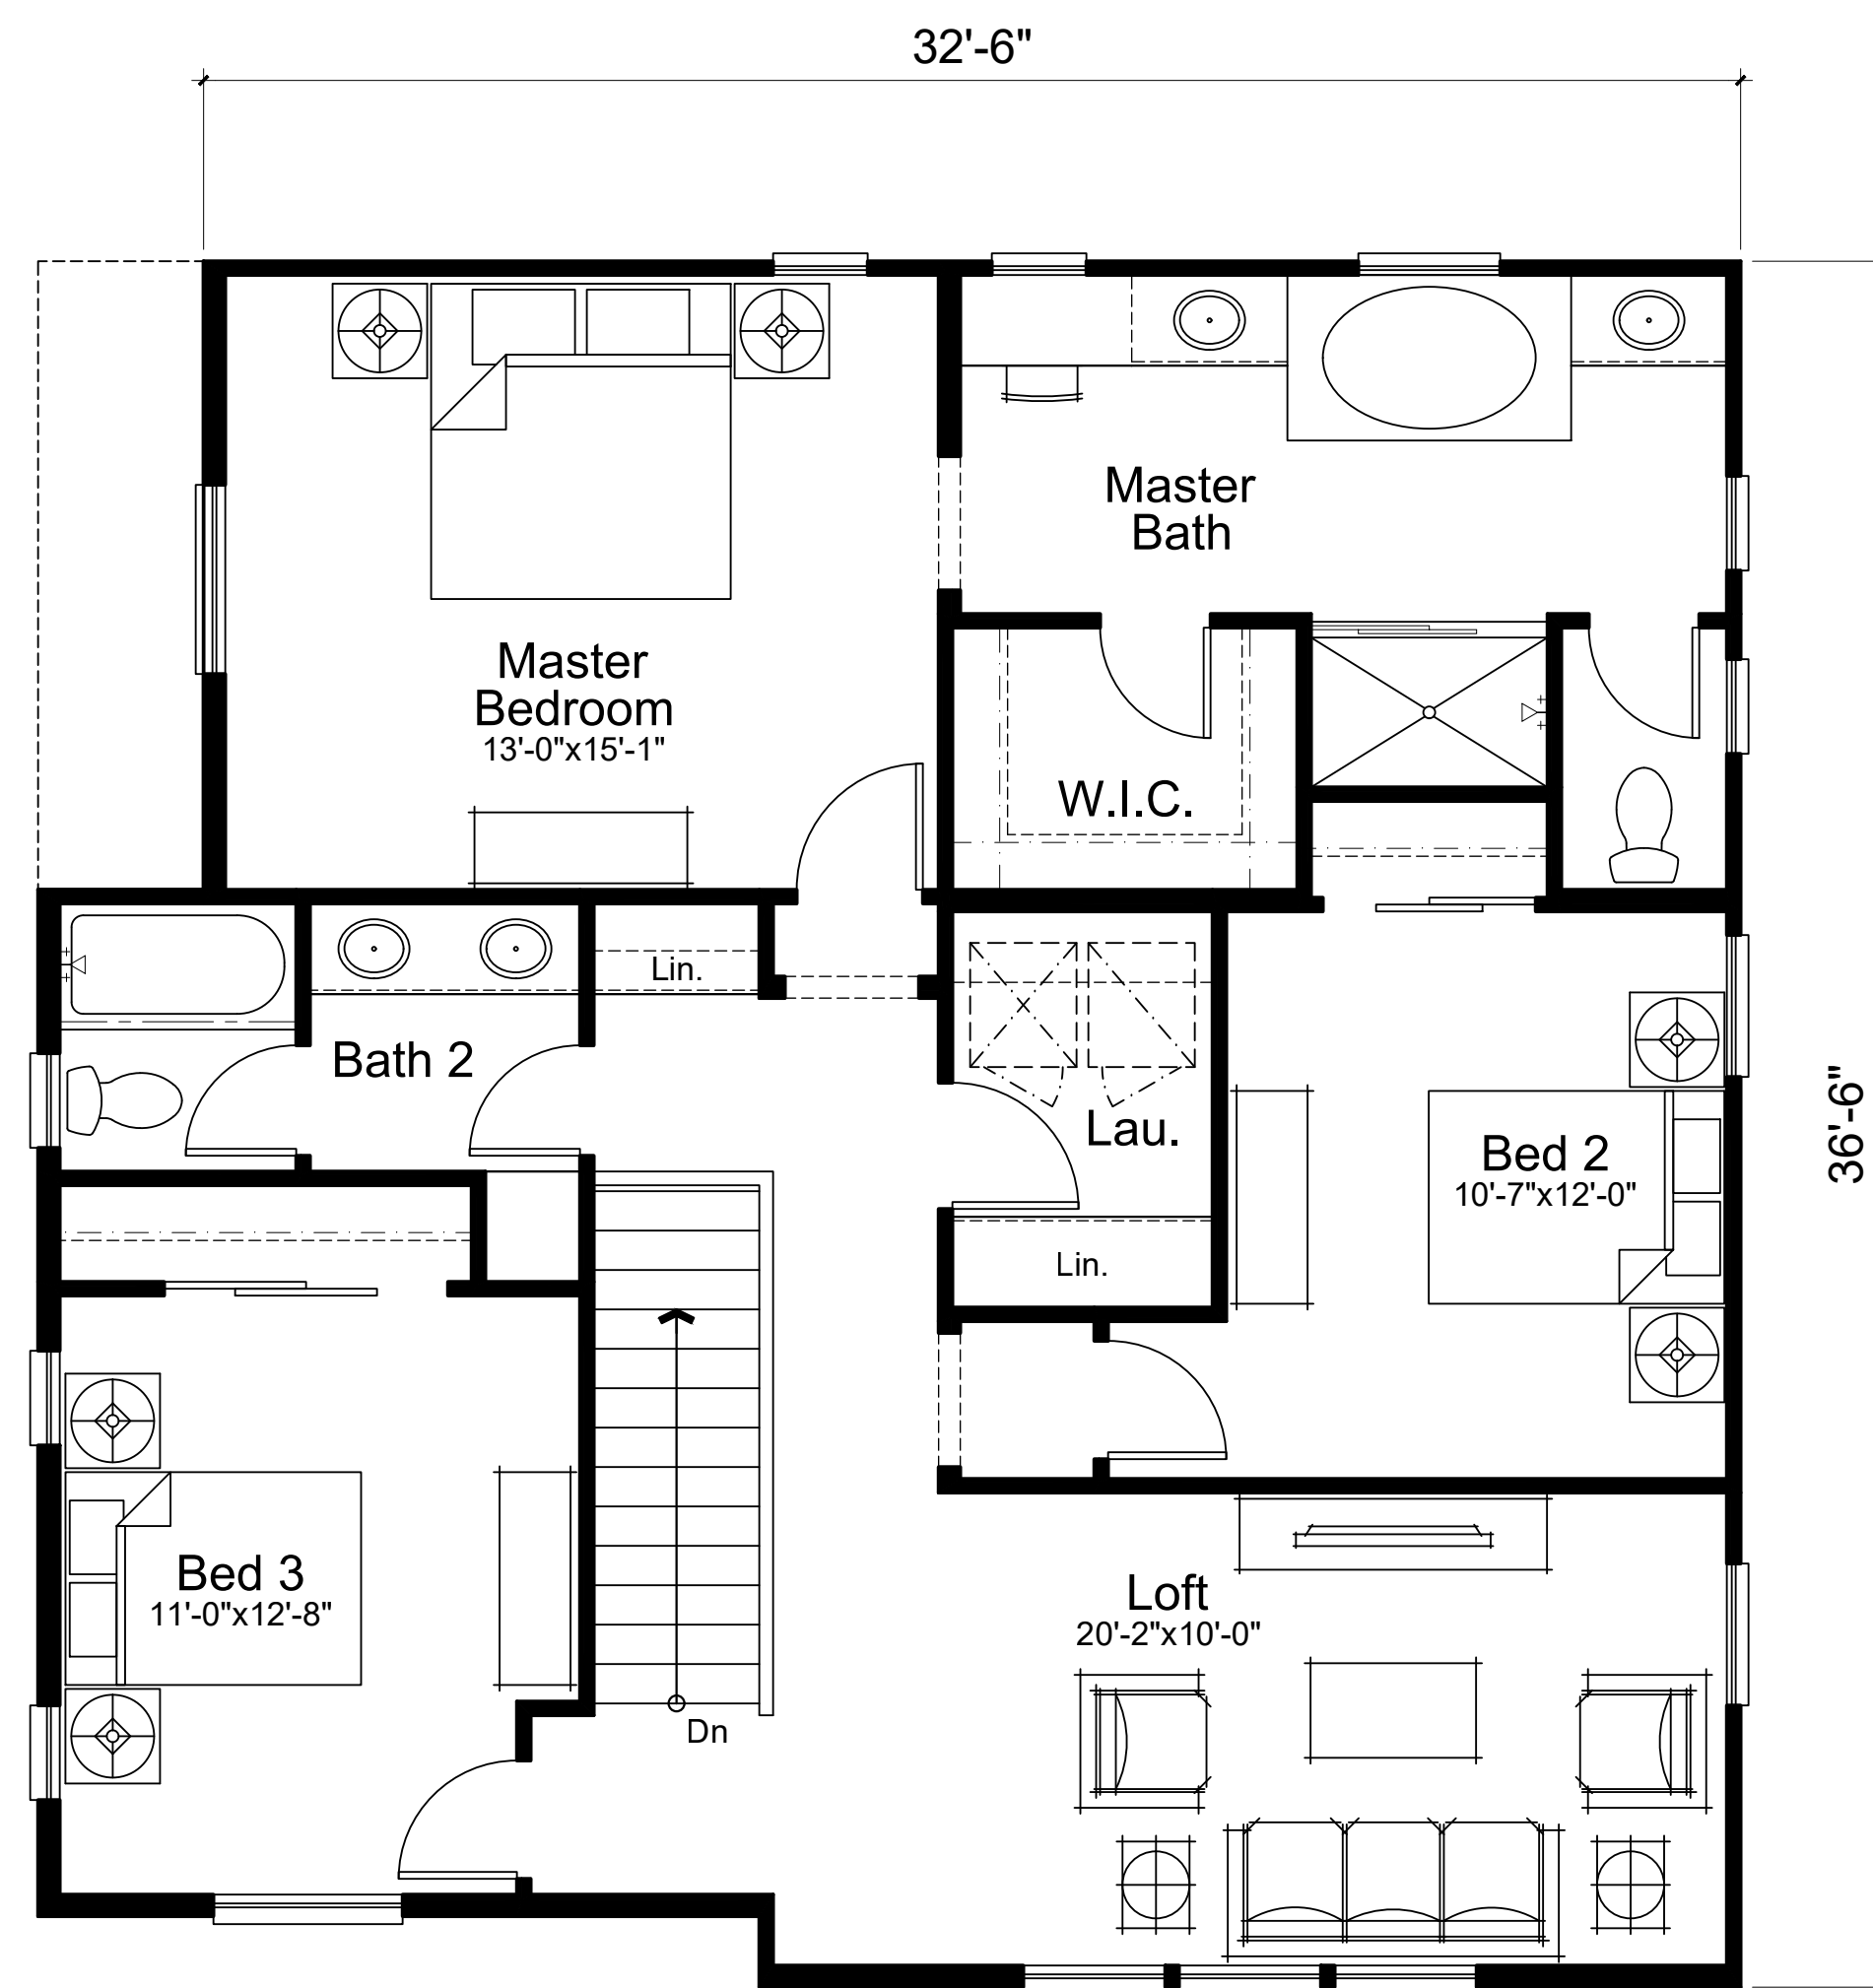 32'-6"
Master
Bath
Master
Bedroom
13'-0"x15'-1"
W.I.C.
Lin.
Bath 2
Lau.
Bed 2
10'-7"x12'-0"
36'-6"
Lin.
Bed 3
11'-0"x12'-8"
Loft
20'-2"x10'-0"
Dn